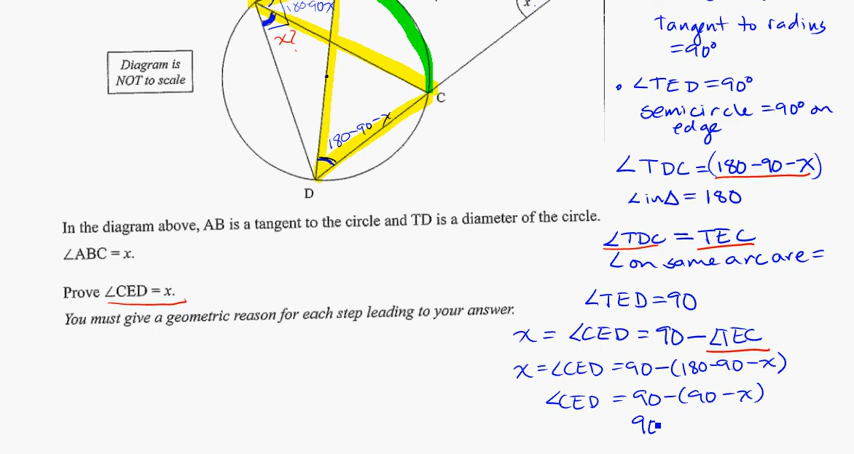 180-90x
x?
x
Diagram is
NOT to scale
C
180-90-x
D
In the diagram above, AB is a tangent to the circle and TD is a diameter of the circle.
∠ABC = x.
Prove ∠CED = x.
You must give a geometric reason for each step leading to your answer.
Tangent to radius
=90°
• ∠TED=90°
semicircle =90° on
edge
∠TDC =(180-90-x)
∠in∆ = 180
∠TDC = TEC
∠on same arc are =
∠TED=90
x = ∠CED = 90-∠TEC
x=∠CED =90-(180-90-x)
∠CED = 90-(90-x)
90